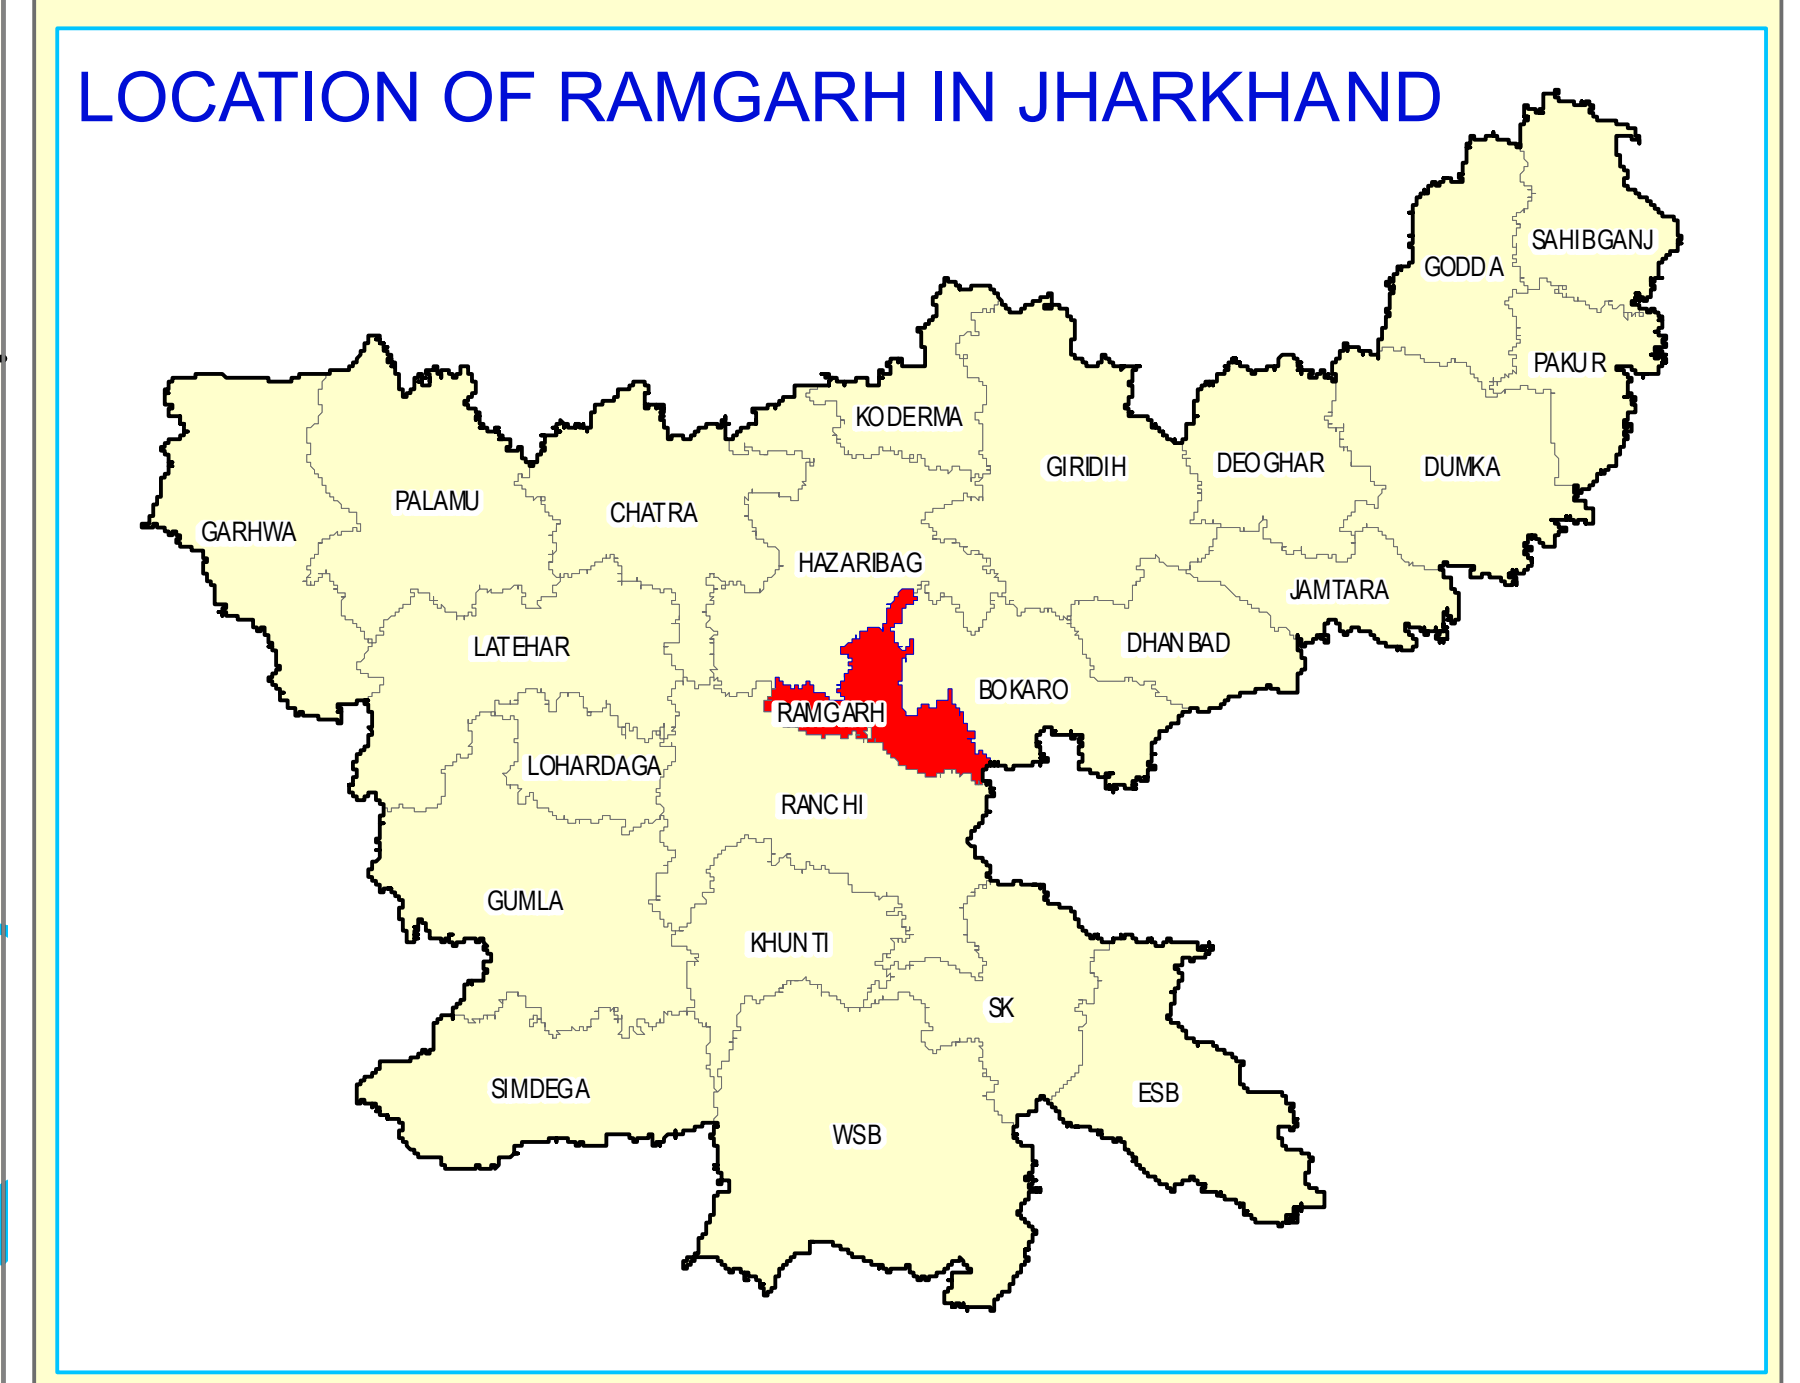 LOCATION OF RAMGARH IN JHARKHAND
SAHIBGANJ
GODDA
PAKUR
KODERMA
GIRIDIH
DEOGHAR
DUMKA
PALAMU
CHATRA
GARHWA
HAZARIBAG
JAMTARA
LATEHAR
DHANBAD
BOKARO
RAMGARH
LOHARDAGA
RANCHI
GUMLA
KHUNTI
SK
SIMDEGA
ESB
WSB